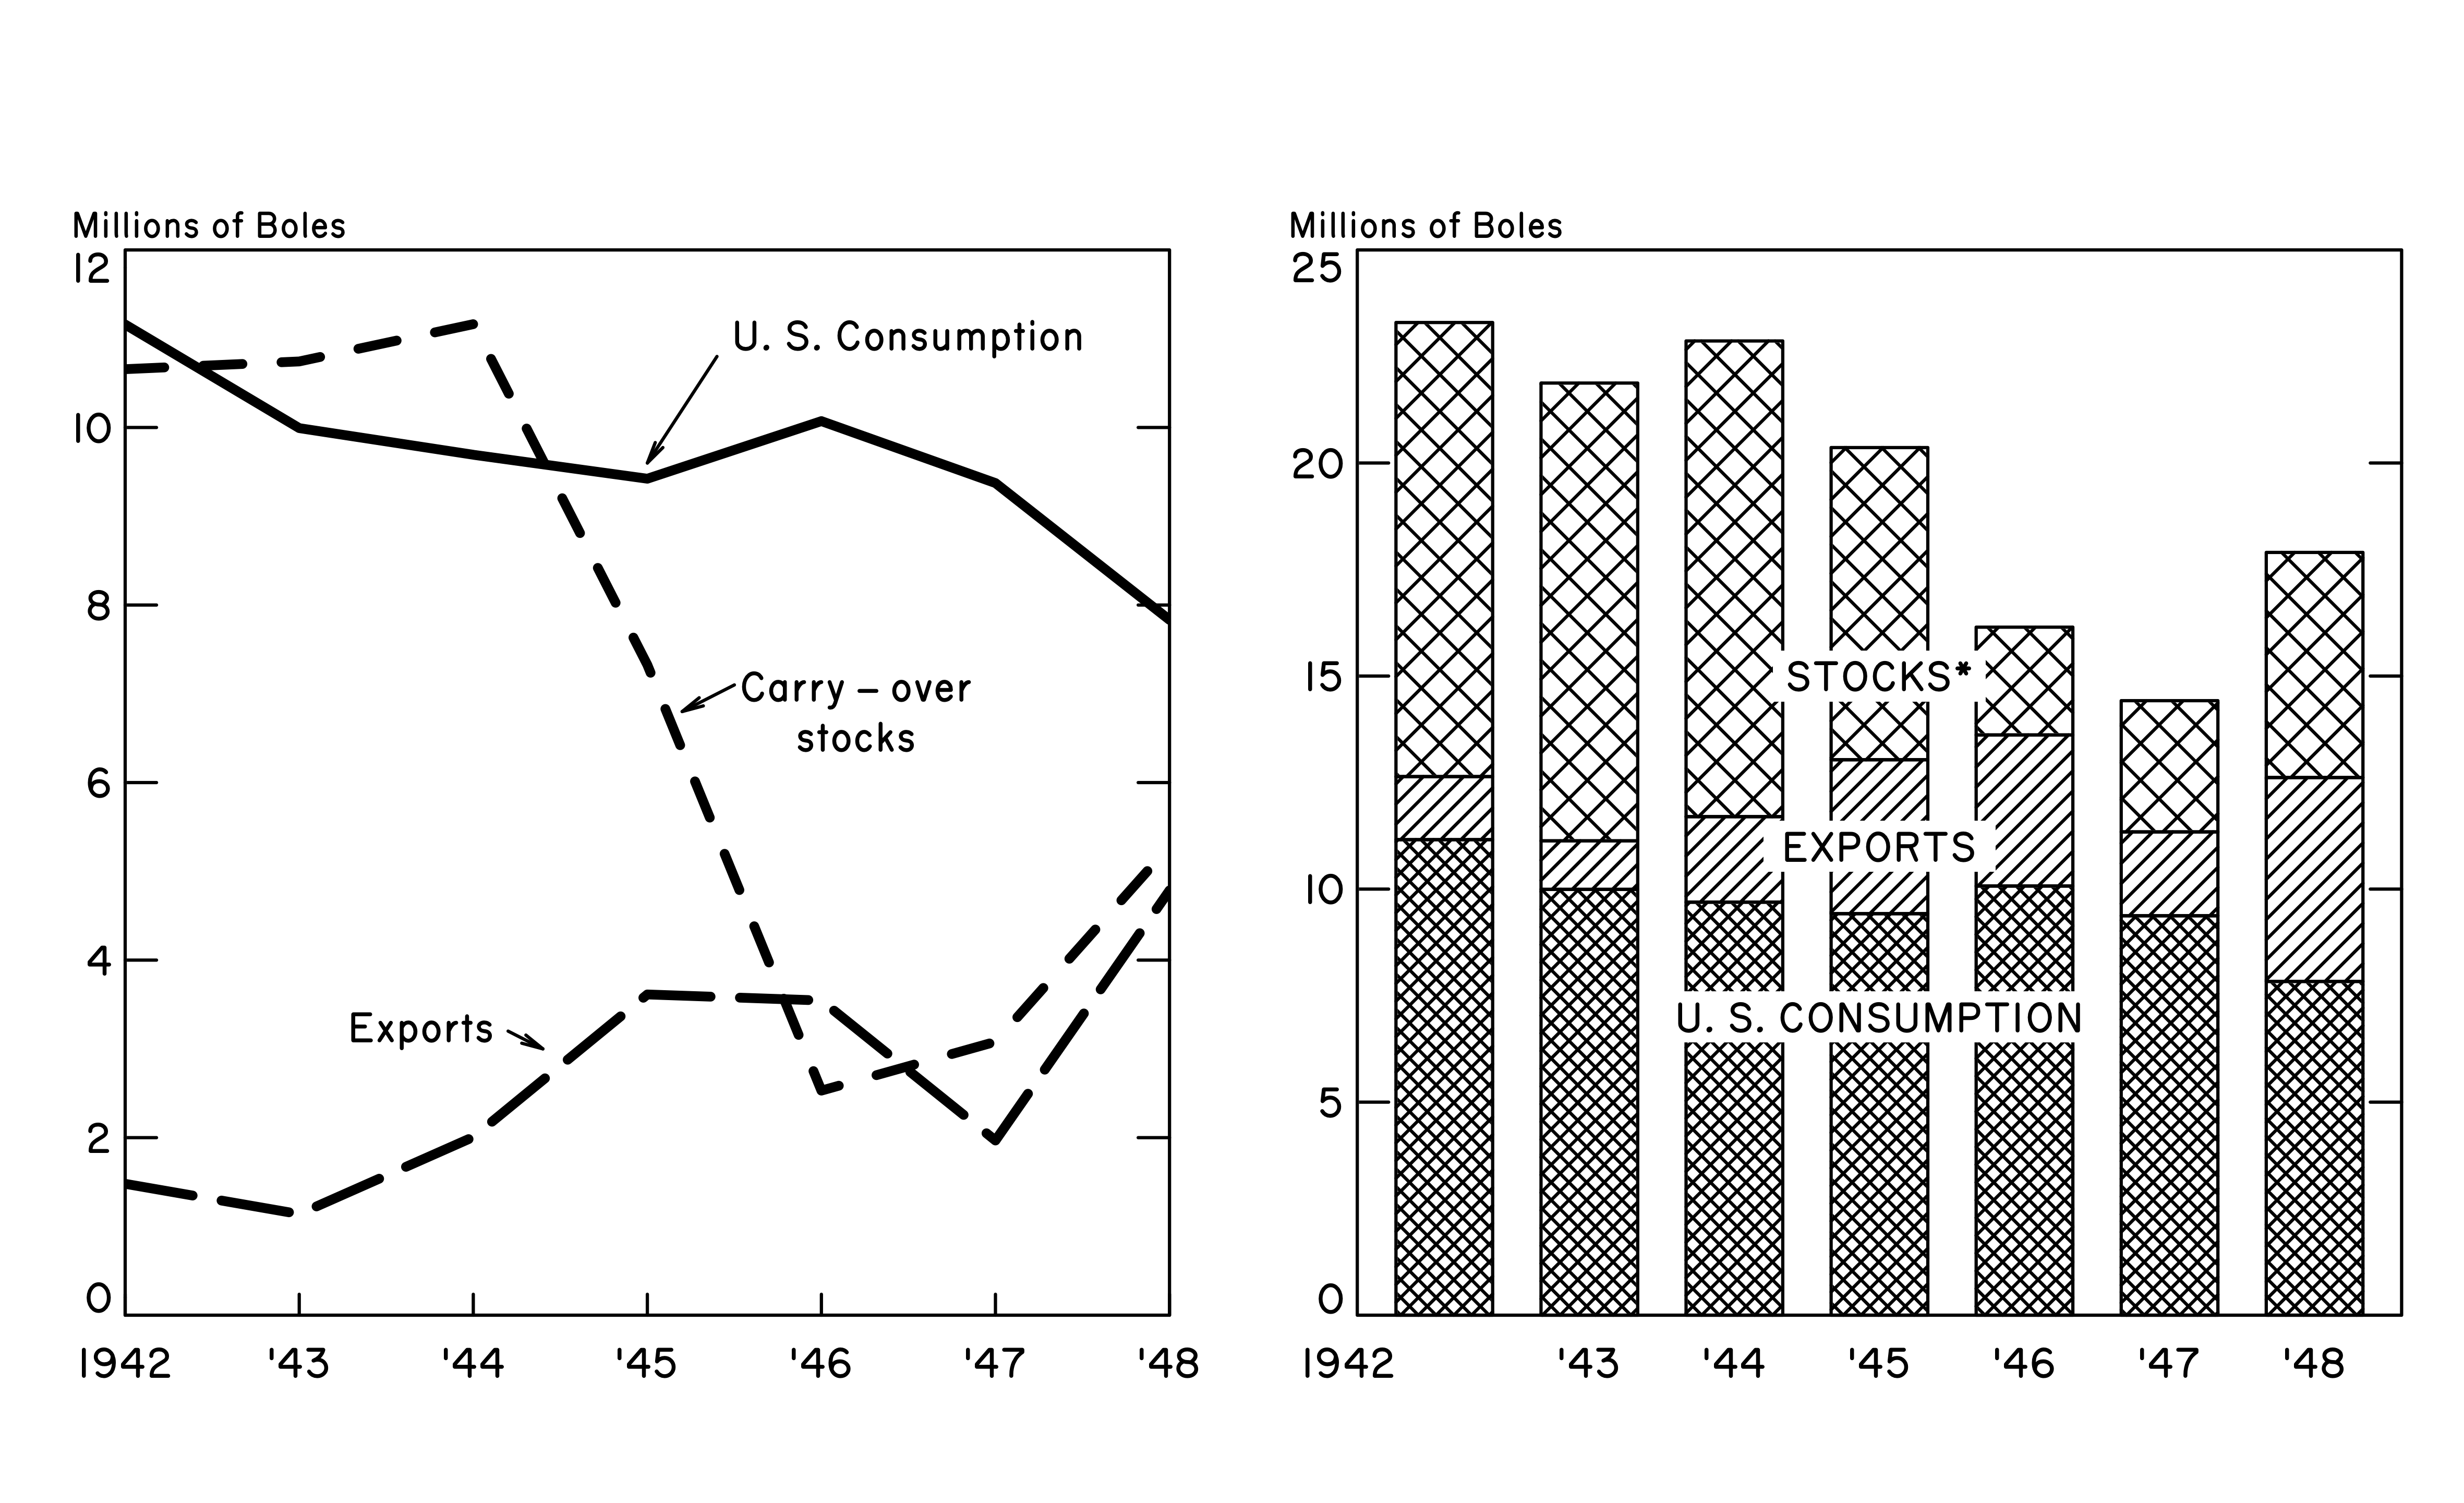 Millions of Boles
12
10
8
6
4
2
0
U. S. Consumption
Carry - over
stocks
Exports
1942 '43 '44 '45 '46 '47 '48
Millions of Boles
25
20
15
10
5
0
STOCKS*
EXPORTS
U. S. CONSUMPTION
1942 '43 '44 '45 '46 '47 '48